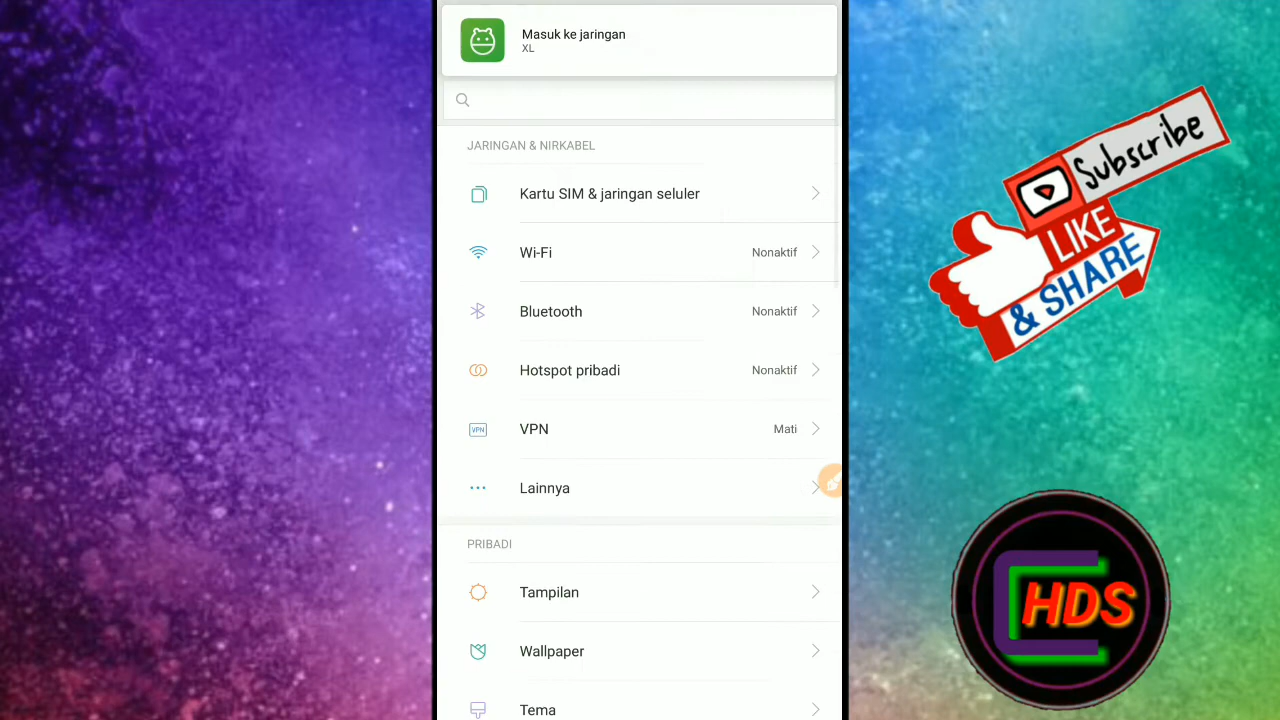 Masuk ke jaringan
XL
JARINGAN & NIRKABEL
Kartu SIM & jaringan seluler
Wi-Fi
Nonaktif
Bluetooth
Nonaktif
Hotspot pribadi
Nonaktif
VPN
VPN
Mati
Lainnya
PRIBADI
Tampilan
Wallpaper
Tema
Subscribe
LIKE
& SHARE
C HDS